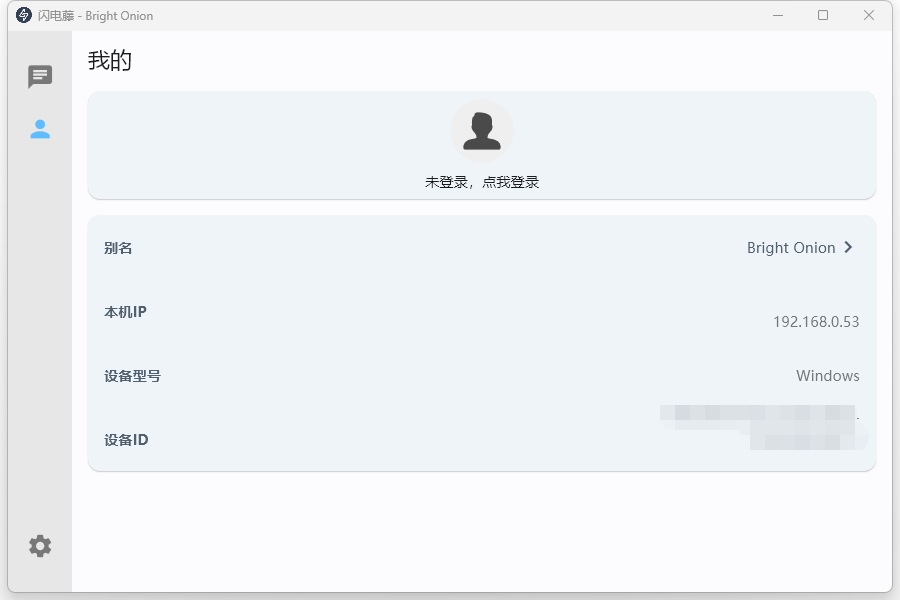 闪电藤 - Bright Onion
我的
未登录，点我登录
别名
Bright Onion
本机IP
192.168.0.53
设备型号
Windows
设备ID